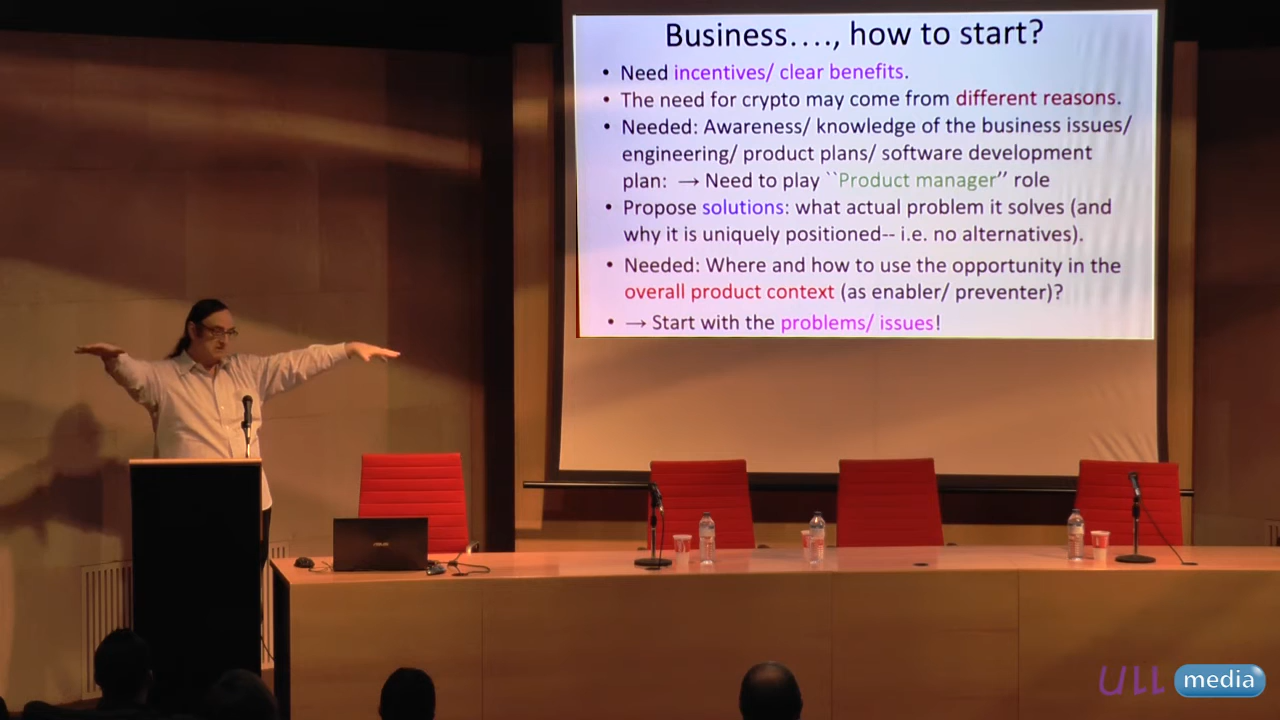 Business...., how to start?
• Need incentives/ clear benefits.
• The need for crypto may come from different reasons.
• Needed: Awareness/ knowledge of the business issues/
engineering/ product plans/ software development
plan: → Need to play ``Product manager'' role
• Propose solutions: what actual problem it solves (and
why it is uniquely positioned-- i.e. no alternatives).
• Needed: Where and how to use the opportunity in the
overall product context (as enabler/ preventer)?
• → Start with the problems/ issues!
ASUS
ULL media